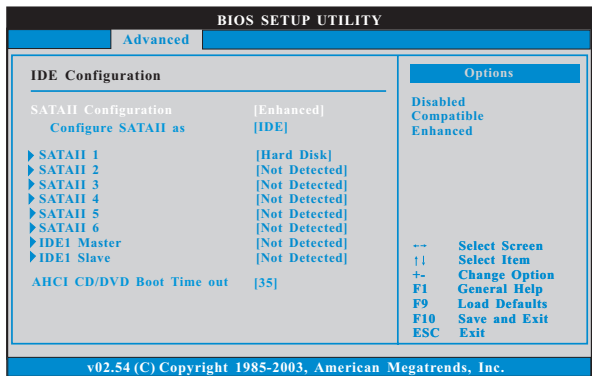 BIOS SETUP UTILITY
Advanced
IDE Configuration
SATAII Configuration [Enhanced]
Configure SATAII as [IDE]
SATAII 1 [Hard Disk]
SATAII 2 [Not Detected]
SATAII 3 [Not Detected]
SATAII 4 [Not Detected]
SATAII 5 [Not Detected]
SATAII 6 [Not Detected]
IDE1 Master [Not Detected]
IDE1 Slave [Not Detected]
AHCI CD/DVD Boot Time out [35]
Options
Disabled
Compatible
Enhanced
←→ Select Screen
↑↓ Select Item
+- Change Option
F1 General Help
F9 Load Defaults
F10 Save and Exit
ESC Exit
v02.54 (C) Copyright 1985-2003, American Megatrends, Inc.